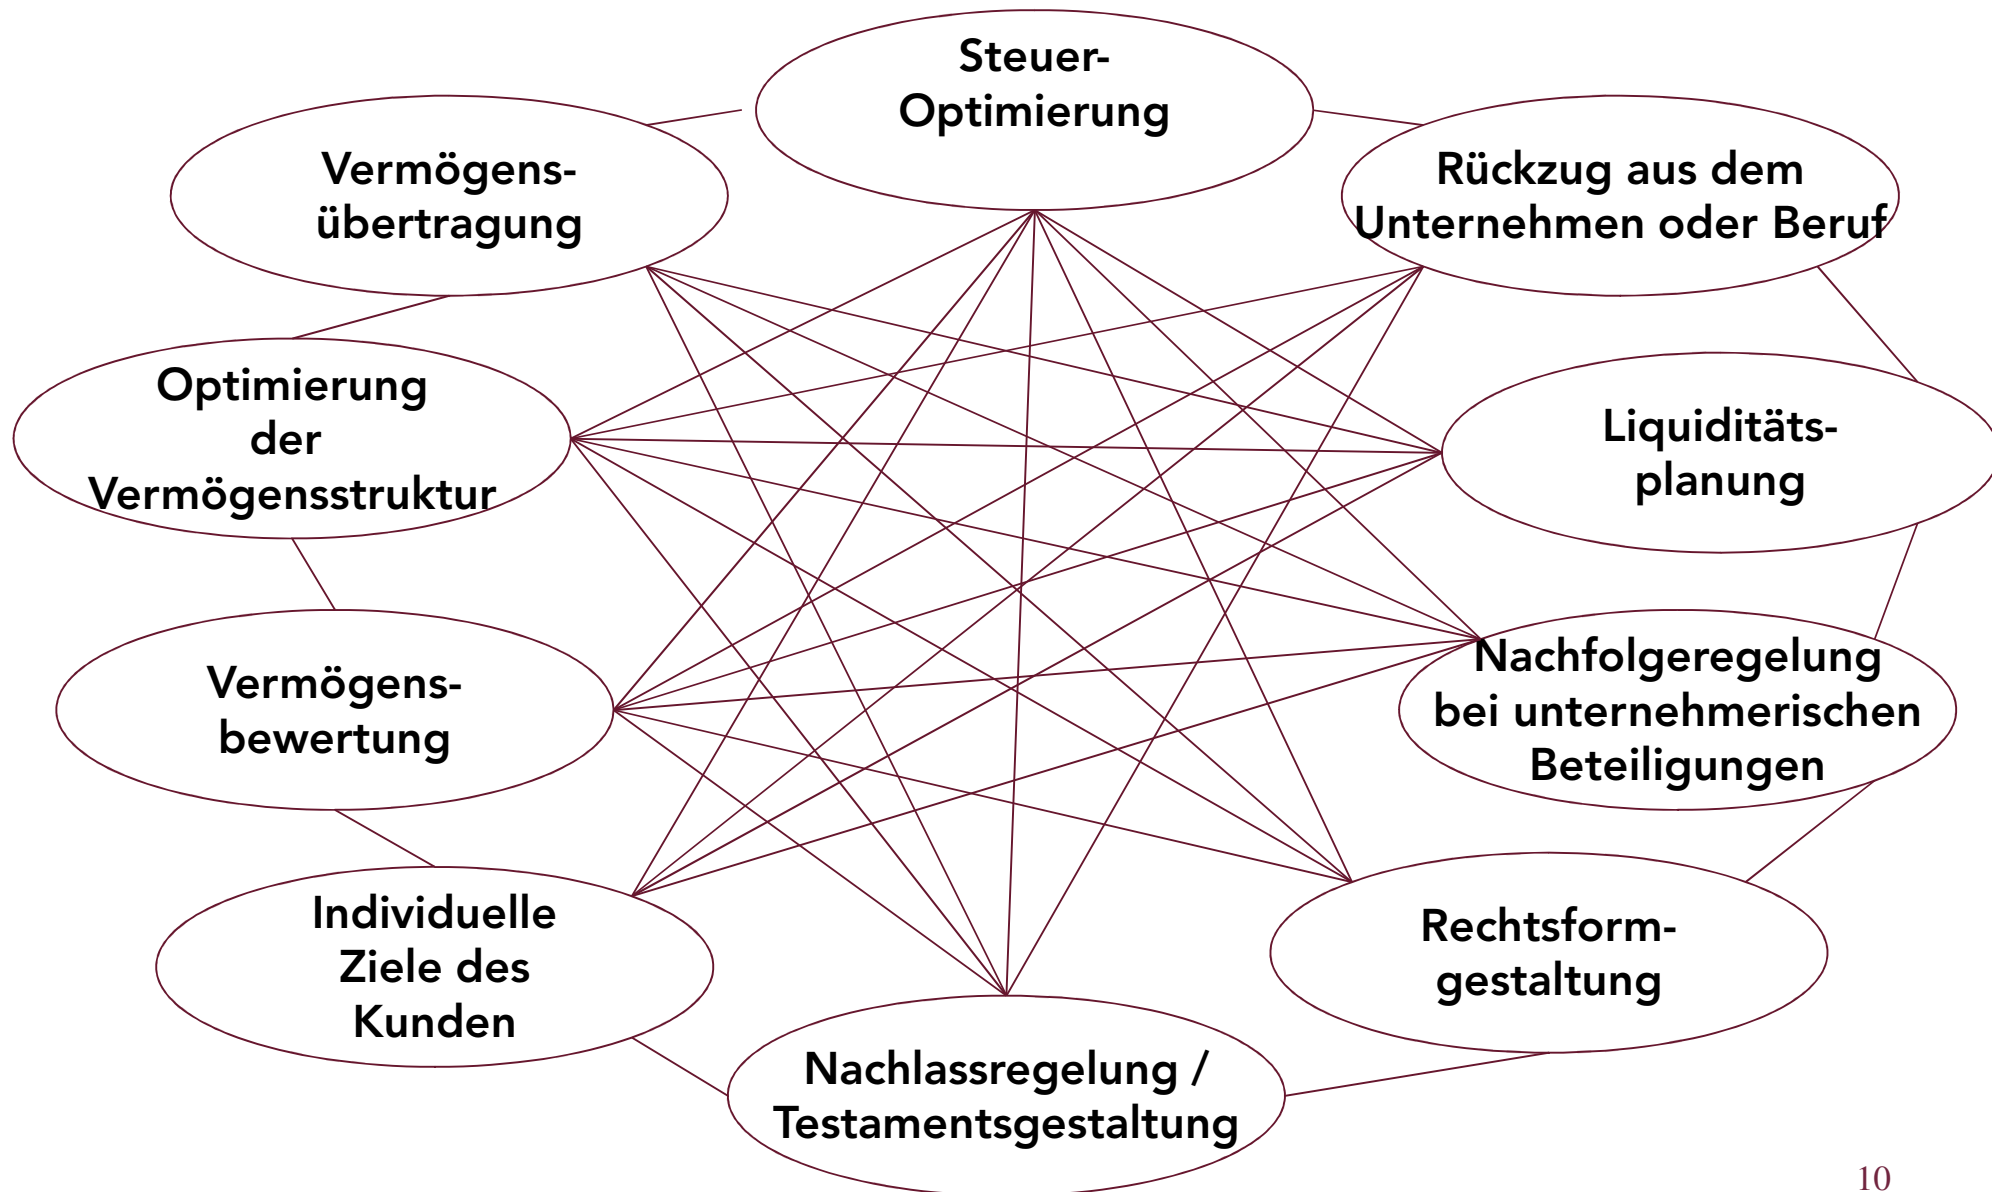 Steuer-
Optimierung
Vermögens-
übertragung
Rückzug aus dem
Unternehmen oder Beruf
Optimierung
der
Vermögensstruktur
Liquiditäts-
planung
Vermögens-
bewertung
Nachfolgeregelung
bei unternehmerischen
Beteiligungen
Individuelle
Ziele des
Kunden
Rechtsform-
gestaltung
Nachlassregelung /
Testamentsgestaltung
10